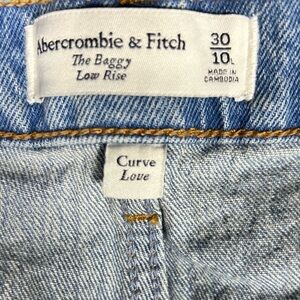 Abercrombie & Fitch
The Baggy
Low Rise
30
10L
MADE IN
CAMBODIA
Curve
Love